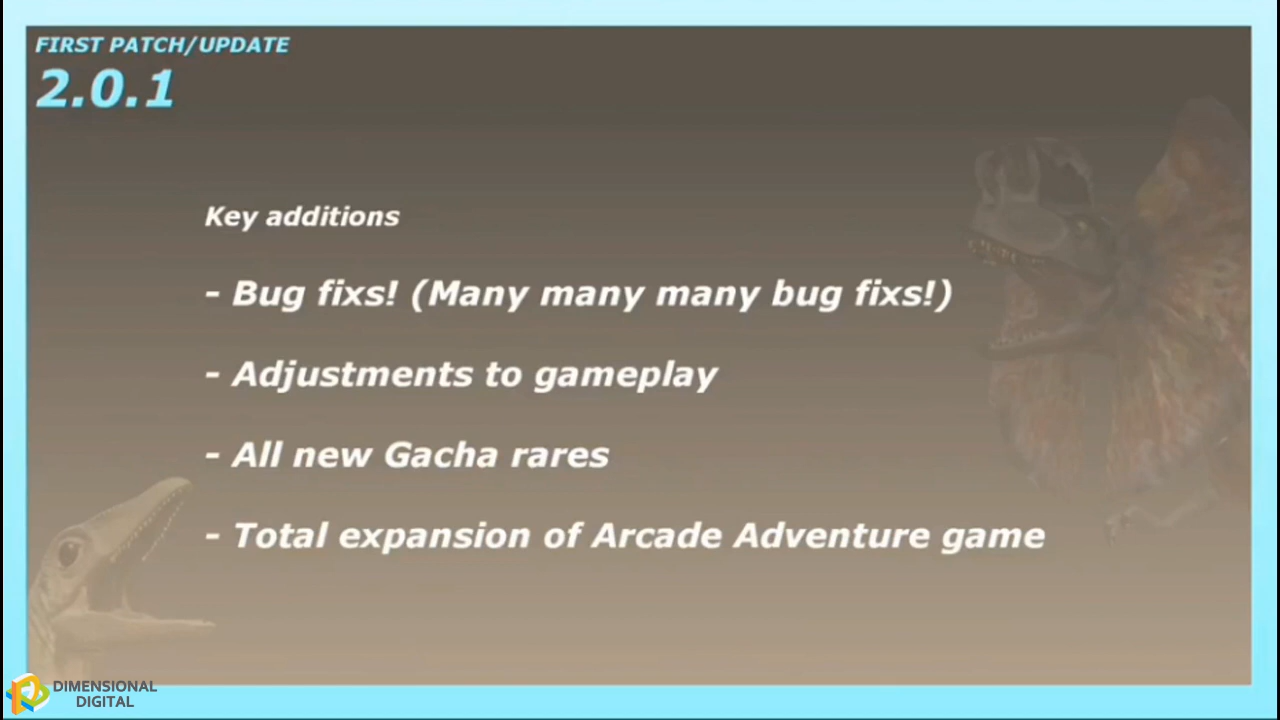 FIRST PATCH/UPDATE
2.0.1
Key additions
- Bug fixs! (Many many many bug fixs!)
- Adjustments to gameplay
- All new Gacha rares
- Total expansion of Arcade Adventure game
DIMENSIONAL
DIGITAL